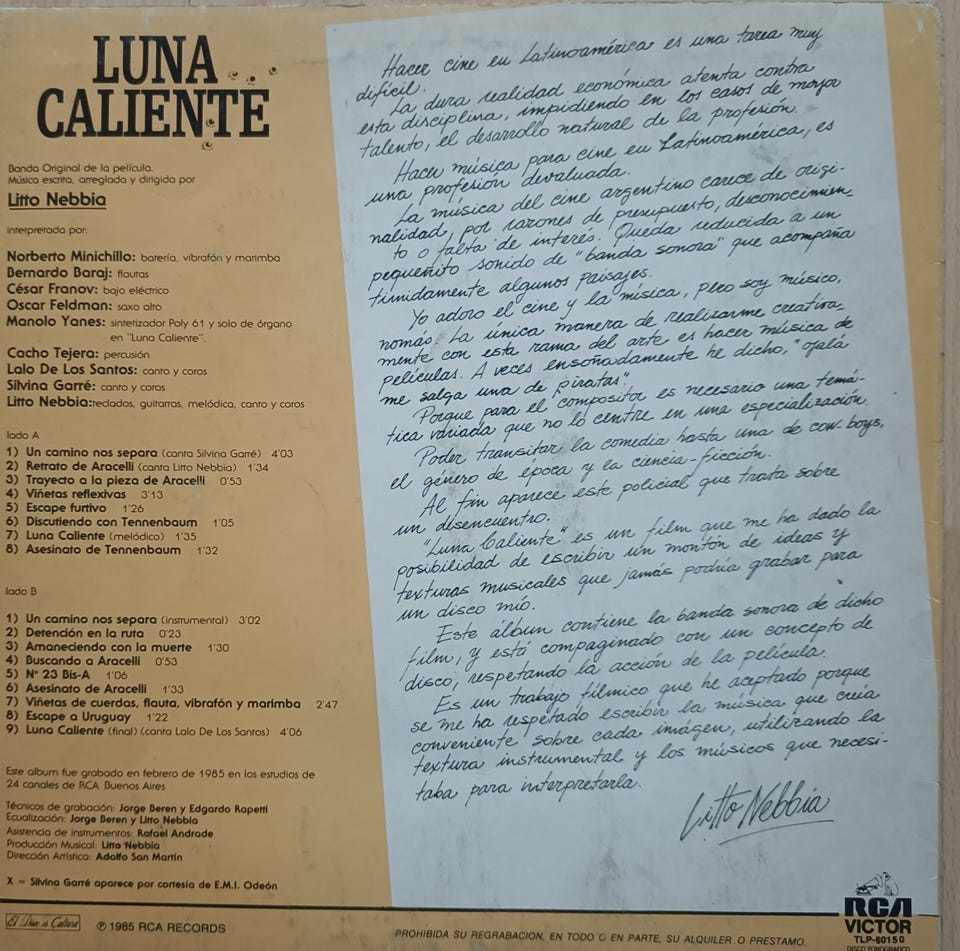 LUNA
CALIENTE
Banda Original de la película.
Música escrita, arreglada y dirigida por
Litto Nebbia
interpretada por:
Norberto Minichillo: batería, vibrafón y marimba
Bernardo Baraj: flautas
César Franov: bajo eléctrico
Oscar Feldman: saxo alto
Manolo Yanes: sintetizador Poly 61 y solo de órgano
en "Luna Caliente".
Cacho Tejera: percusión
Lalo De Los Santos: canto y coros
Silvina Garré: canto y coros
Litto Nebbia: teclados, guitarras, melódica, canto y coros
lado A
1) Un camino nos separa (canta Silvina Garré) 4'03
2) Retrato de Aracelli (canta Litto Nebbia) 1'34
3) Trayecto a la pieza de Aracelli 0'53
4) Viñetas reflexivas 3'13
5) Escape furtivo 1'26
6) Discutiendo con Tennenbaum 1'05
7) Luna Caliente (melódico) 1'35
8) Asesinato de Tennenbaum 1'32
lado B
1) Un camino nos separa (instrumental) 3'02
2) Detención en la ruta 0'23
3) Amaneciendo con la muerte 1'30
4) Buscando a Aracelli 0'53
5) Nº 23 Bis-A 1'06
6) Asesinato de Aracelli 1'33
7) Viñetas de cuerdas, flauta, vibrafón y marimba 2'47
8) Escape a Uruguay 1'22
9) Luna Caliente (final) (canta Lalo De Los Santos) 4'06
Este album fue grabado en febrero de 1985 en los estudios de
24 canales de RCA Buenos Aires
Técnicos de grabación: Jorge Beren y Edgardo Rapetti
Ecualización: Jorge Beren y Litto Nebbia
Asistencia de instrumentos: Rafael Andrade
Producción Musical: Litto Nebbia
Dirección Artística: Adolfo San Martín
X = Silvina Garré aparece por cortesía de E.M.I. Odeón
El Disco es Cultura
℗ 1985 RCA RECORDS
Hacer cine en Latinoamérica es una tarea muy
difícil.
La dura realidad económica atenta contra
esta disciplina, impidiendo en los casos de mayor
talento, el desarrollo natural de la profesión.
Hacer música para cine en Latinoamérica, es
una profesión devaluada.
La música del cine argentino carece de origi-
nalidad, por razones de presupuesto, desconocimien-
to o falta de interés. Queda reducida a un
pequeñito sonido de "banda sonora" que acompaña
tímidamente algunos paisajes.
Yo adoro el cine y la música, pero soy músico,
nomás. La única manera de realizarme creativa-
mente con esta rama del arte es hacer música de
películas. A veces ensoñadamente he dicho, "ojalá
me salga una de piratas".
Porque para el compositor es necesario una temá-
tica variada que no lo centre en una especialización.
Poder transitar la comedia hasta una de cow-boys,
el género de época y la ciencia-ficción.
Al fin aparece este policial que trata sobre
un desencuentro.
"Luna Caliente" es un film que me ha dado la
posibilidad de escribir un montón de ideas y
texturas musicales que jamás podría grabar para
un disco mío.
Este álbum contiene la banda sonora de dicho
film, y está compaginado con un concepto de
disco, respetando la acción de la película.
Es un trabajo fílmico que he aceptado porque
se me ha respetado escribir la música que creía
conveniente sobre cada imágen, utilizando la
textura instrumental y los músicos que necesi-
taba para interpretarla.
Litto Nebbia
RCA
VICTOR
TLP-60150
DISCO FONOGRAFICO
PROHIBIDA SU REGRABACION, EN TODO O EN PARTE, SU ALQUILER O PRESTAMO.